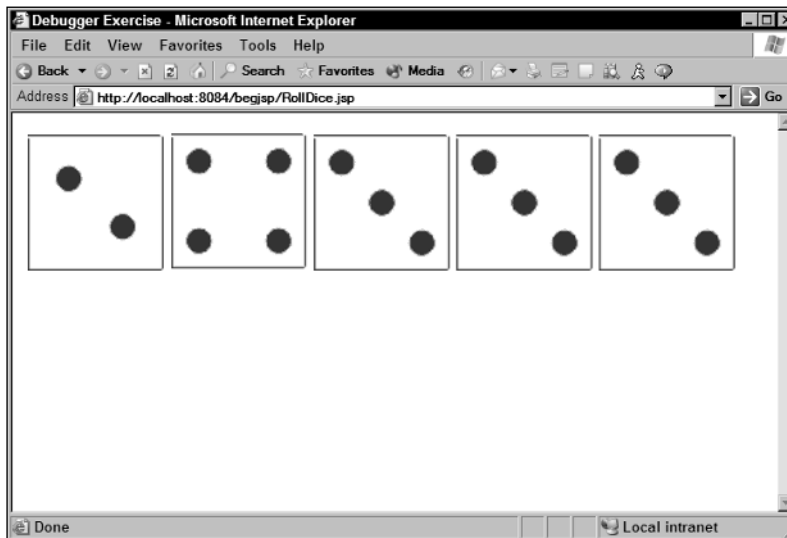 Debugger Exercise - Microsoft Internet Explorer
File Edit View Favorites Tools Help
Back Search Favorites Media
Address http://localhost:8084/begjsp/RollDice.jsp Go
Done Local intranet